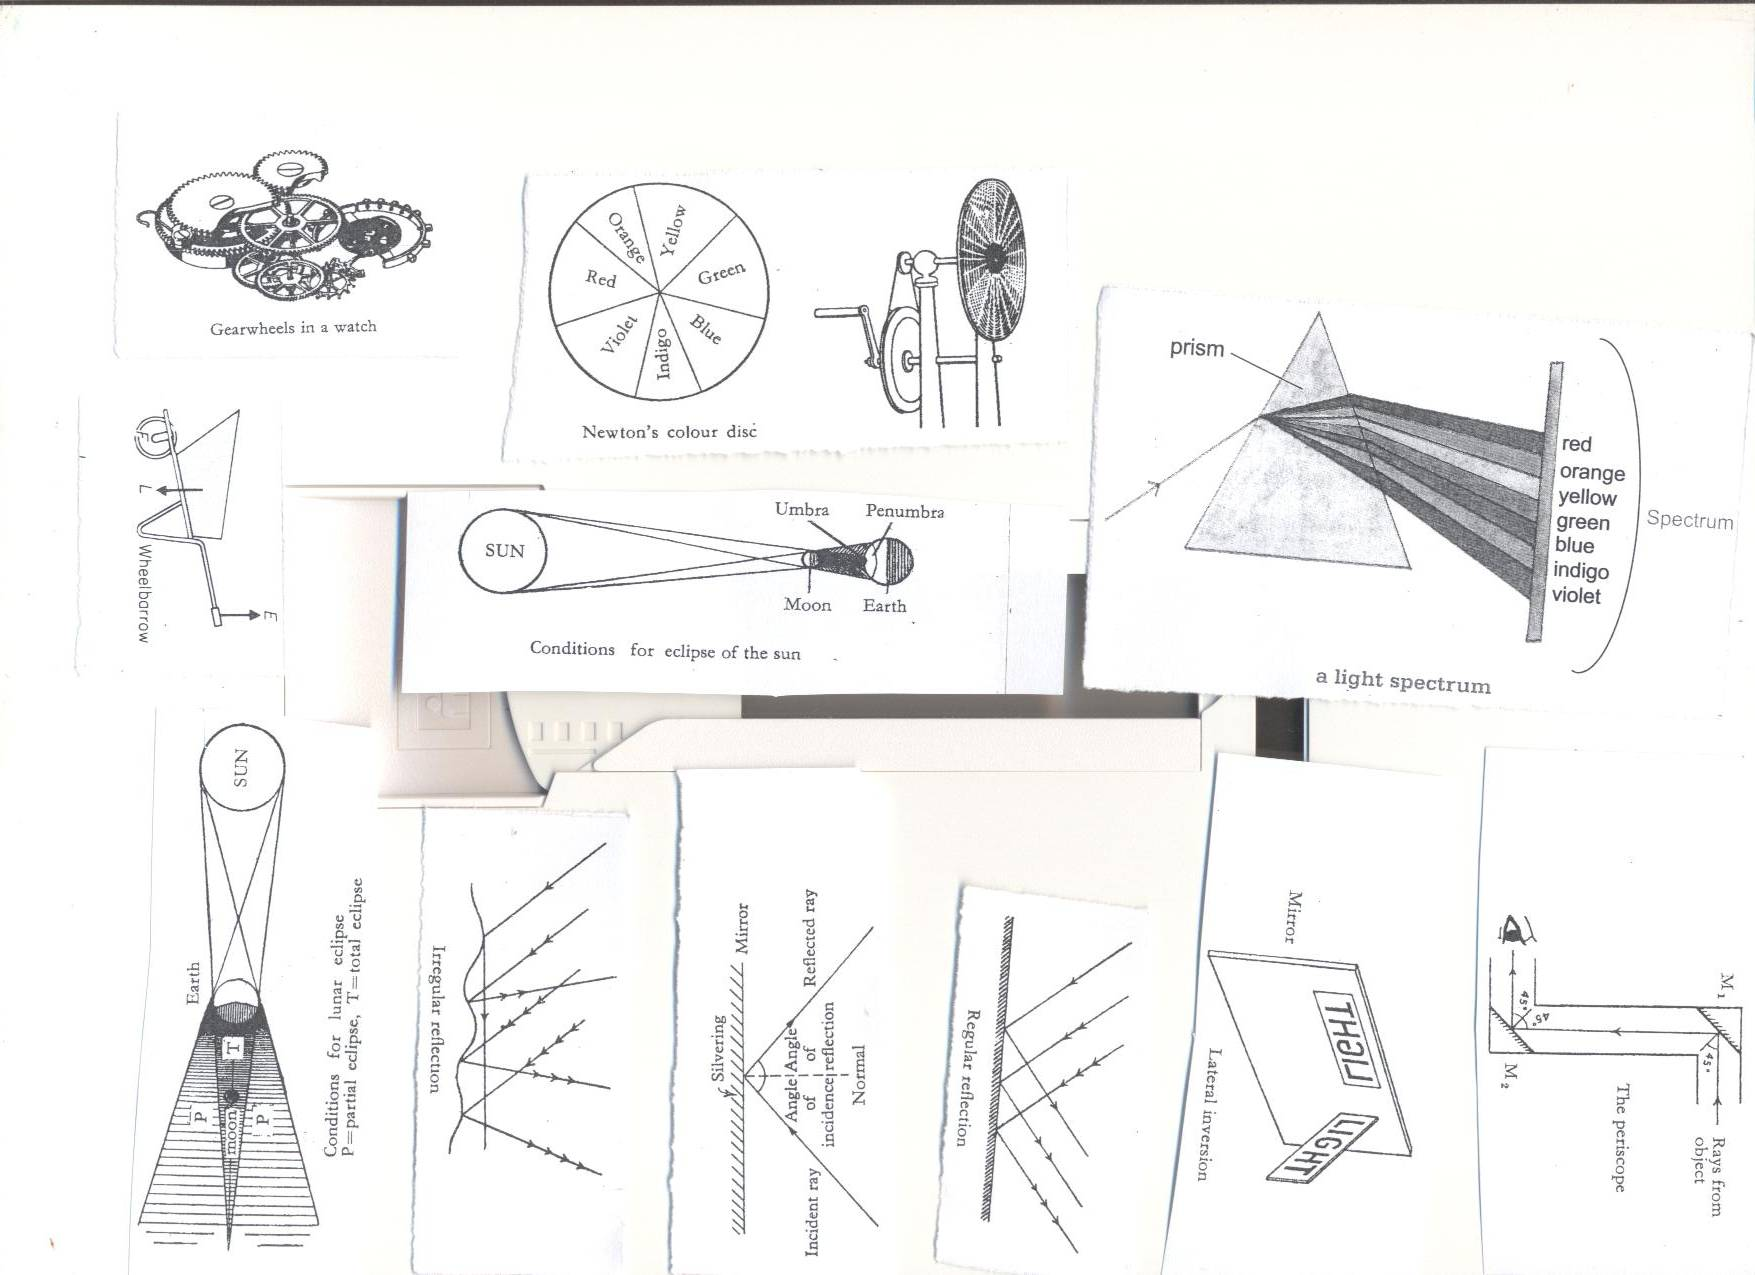 Gearwheels in a watch
Orange
Yellow
Green
Blue
Indigo
Violet
Red
Newton's colour disc
prism
red
orange
yellow
green
blue
indigo
violet
Spectrum
a light spectrum
L
E
Wheelbarrow
SUN
Umbra
Penumbra
Moon
Earth
Conditions for eclipse of the sun
SUN
Earth
T
P
moon
P
Conditions for lunar eclipse
P=partial eclipse, T=total eclipse
Irregular reflection
Mirror
Silvering
Reflected ray
Angle
of
reflection
Angle
of
incidence
Normal
Incident ray
Regular reflection
Mirror
LIGHT
LIGHT
Lateral inversion
M1
45°
45°
45°
M2
The periscope
Rays from
object